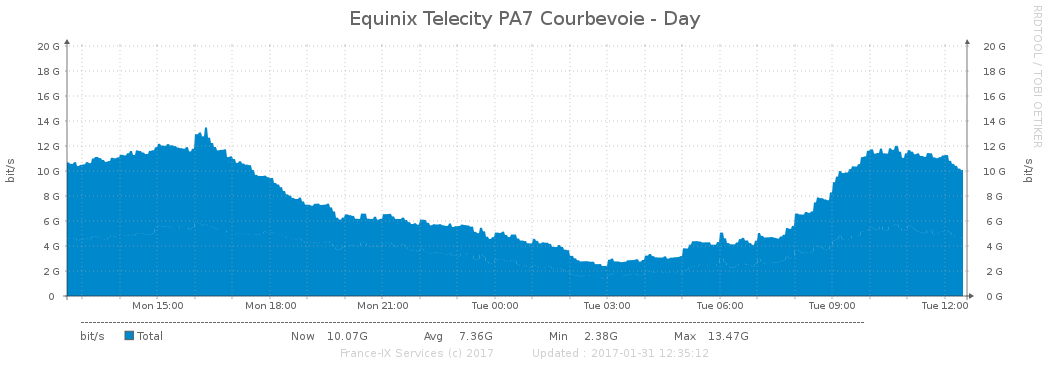 Equinix Telecity PA7 Courbevoie - Day
RRDTOOL / TOBI OETIKER
bit/s
20 G 20 G
18 G 18 G
16 G 16 G
14 G 14 G
12 G 12 G
10 G 10 G
8 G 8 G
6 G 6 G
4 G 4 G
2 G 2 G
0 0 G
bit/s
Mon 15:00 Mon 18:00 Mon 21:00 Tue 00:00 Tue 03:00 Tue 06:00 Tue 09:00 Tue 12:00
bit/s Total Now 10.07G Avg 7.36G Min 2.38G Max 13.47G
France-IX Services (c) 2017 Updated : 2017-01-31 12:35:12